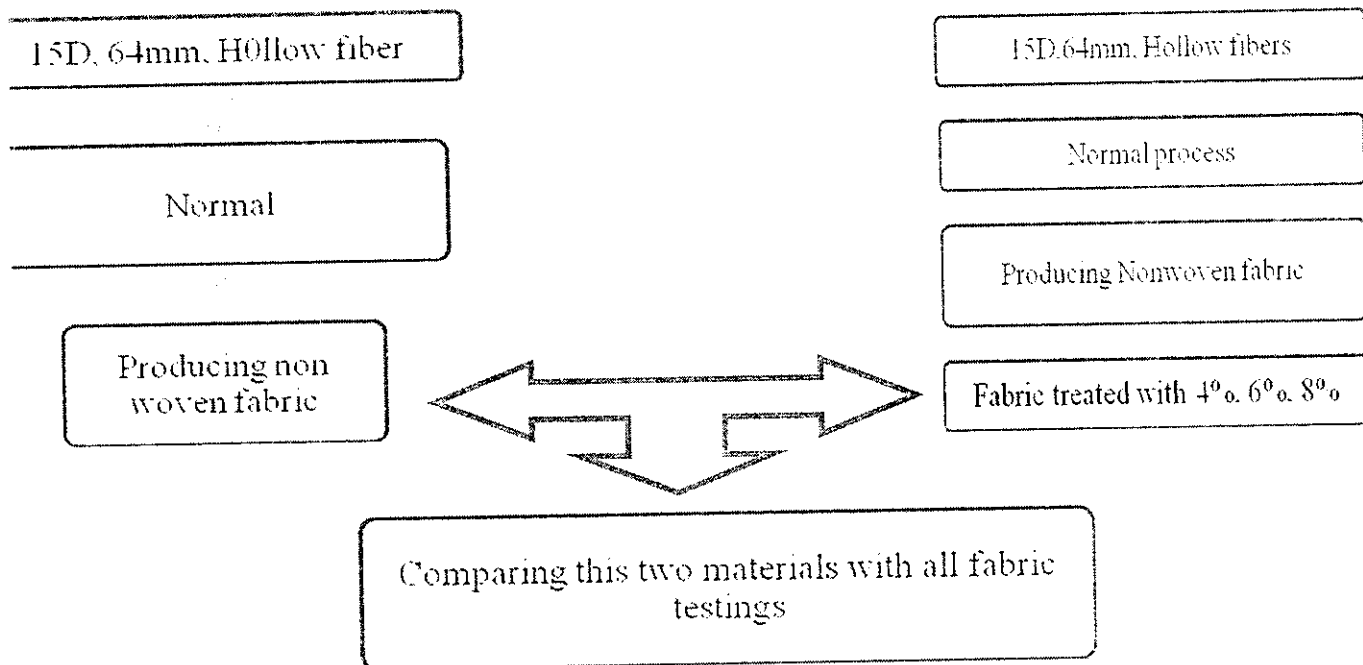 15D, 64mm, H0llow fiber
Normal
Producing non
woven fabric
15D.64mm, Hollow fibers
Normal process
Producing Nonwoven fabric
Fabric treated with 4%. 6%. 8%
Comparing this two materials with all fabric
testings